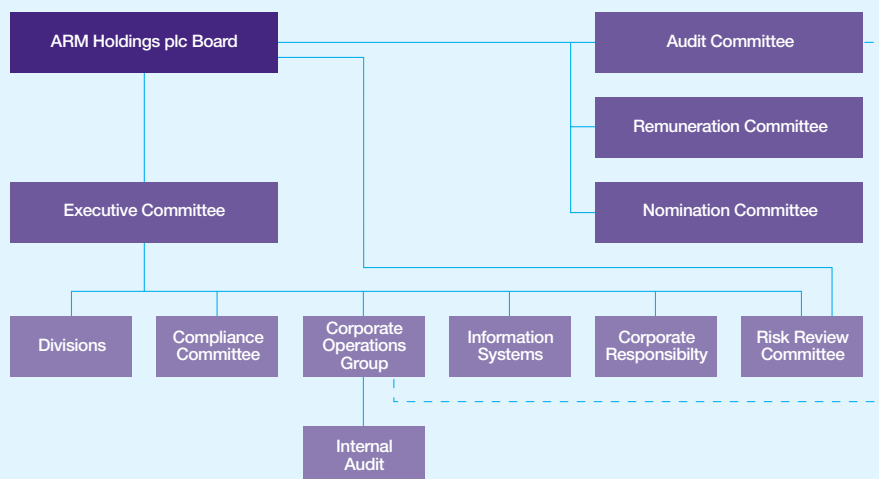 ARM Holdings plc Board
Audit Committee
Remuneration Committee
Executive Committee
Nomination Committee
Divisions
Compliance
Committee
Corporate
Operations
Group
Information
Systems
Corporate
Responsibilty
Risk Review
Committee
Internal
Audit